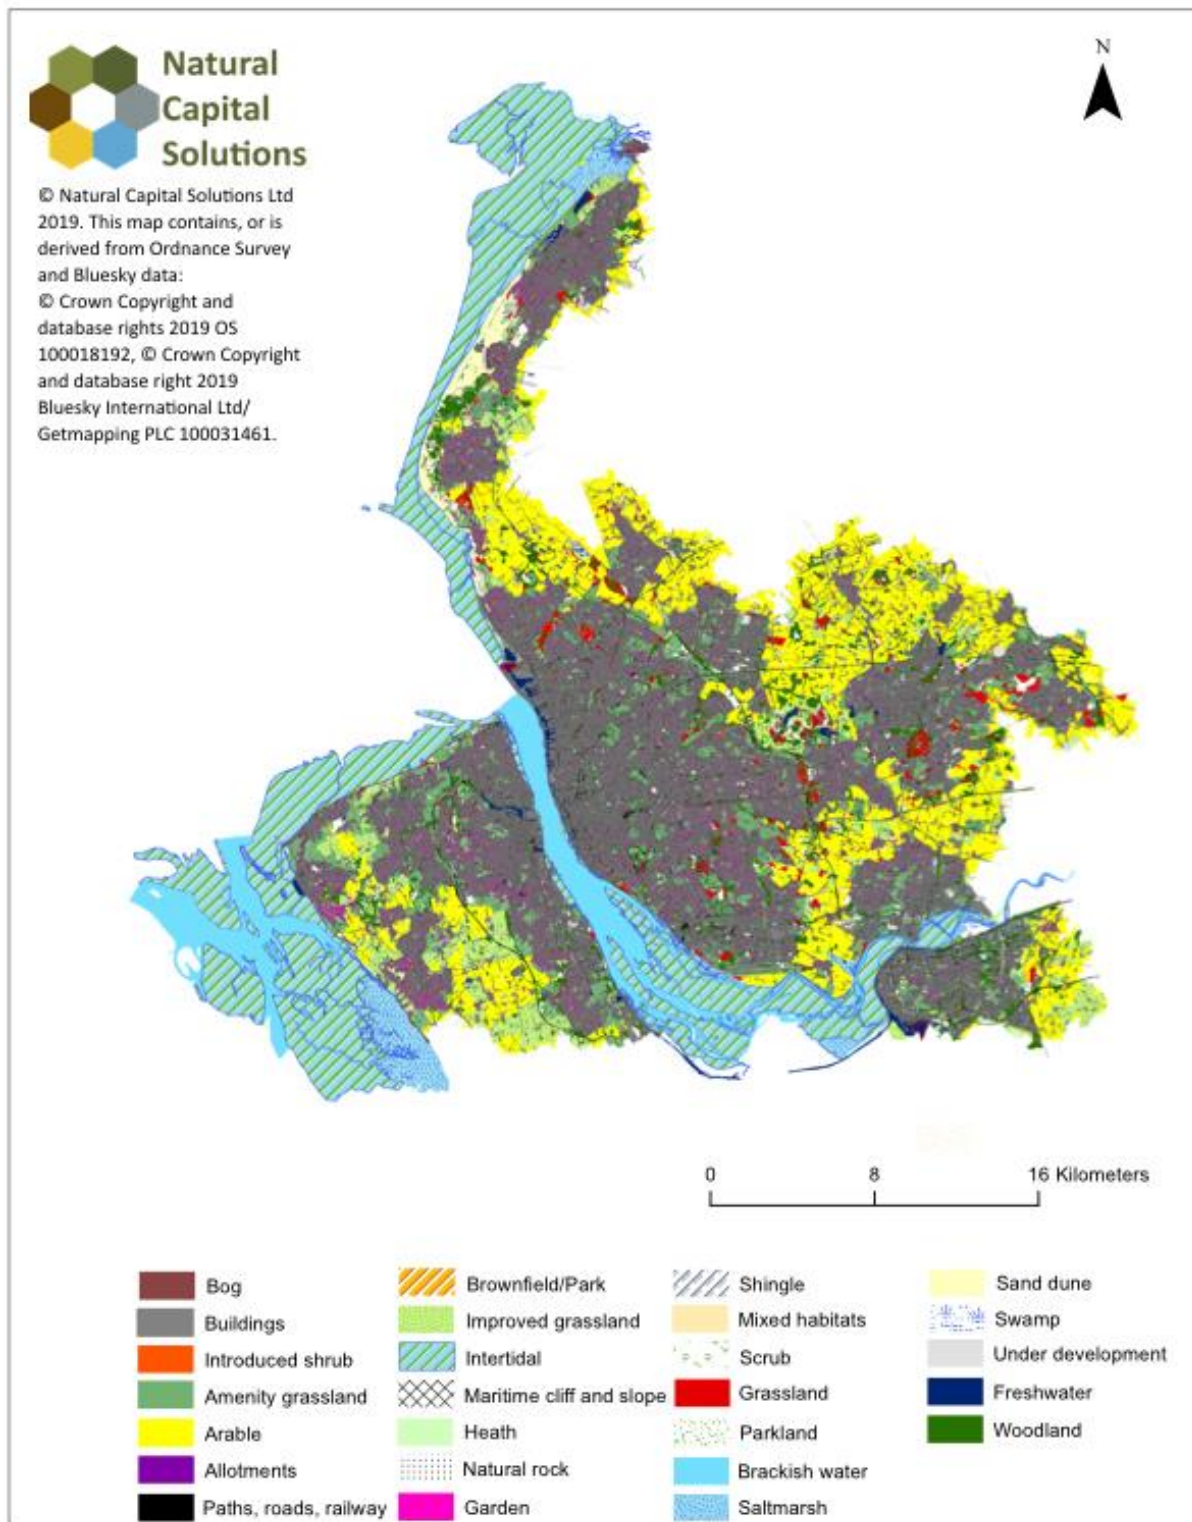 Natural
Capital
Solutions
N
© Natural Capital Solutions Ltd
2019. This map contains, or is
derived from Ordnance Survey
and Bluesky data:
© Crown Copyright and
database rights 2019 OS
100018192, © Crown Copyright
and database right 2019
Bluesky International Ltd/
Getmapping PLC 100031461.
0 8 16 Kilometers
Bog
Buildings
Introduced shrub
Amenity grassland
Arable
Allotments
Paths, roads, railway
Brownfield/Park
Improved grassland
Intertidal
Maritime cliff and slope
Heath
Natural rock
Garden
Shingle
Mixed habitats
Scrub
Grassland
Parkland
Brackish water
Saltmarsh
Sand dune
Swamp
Under development
Freshwater
Woodland